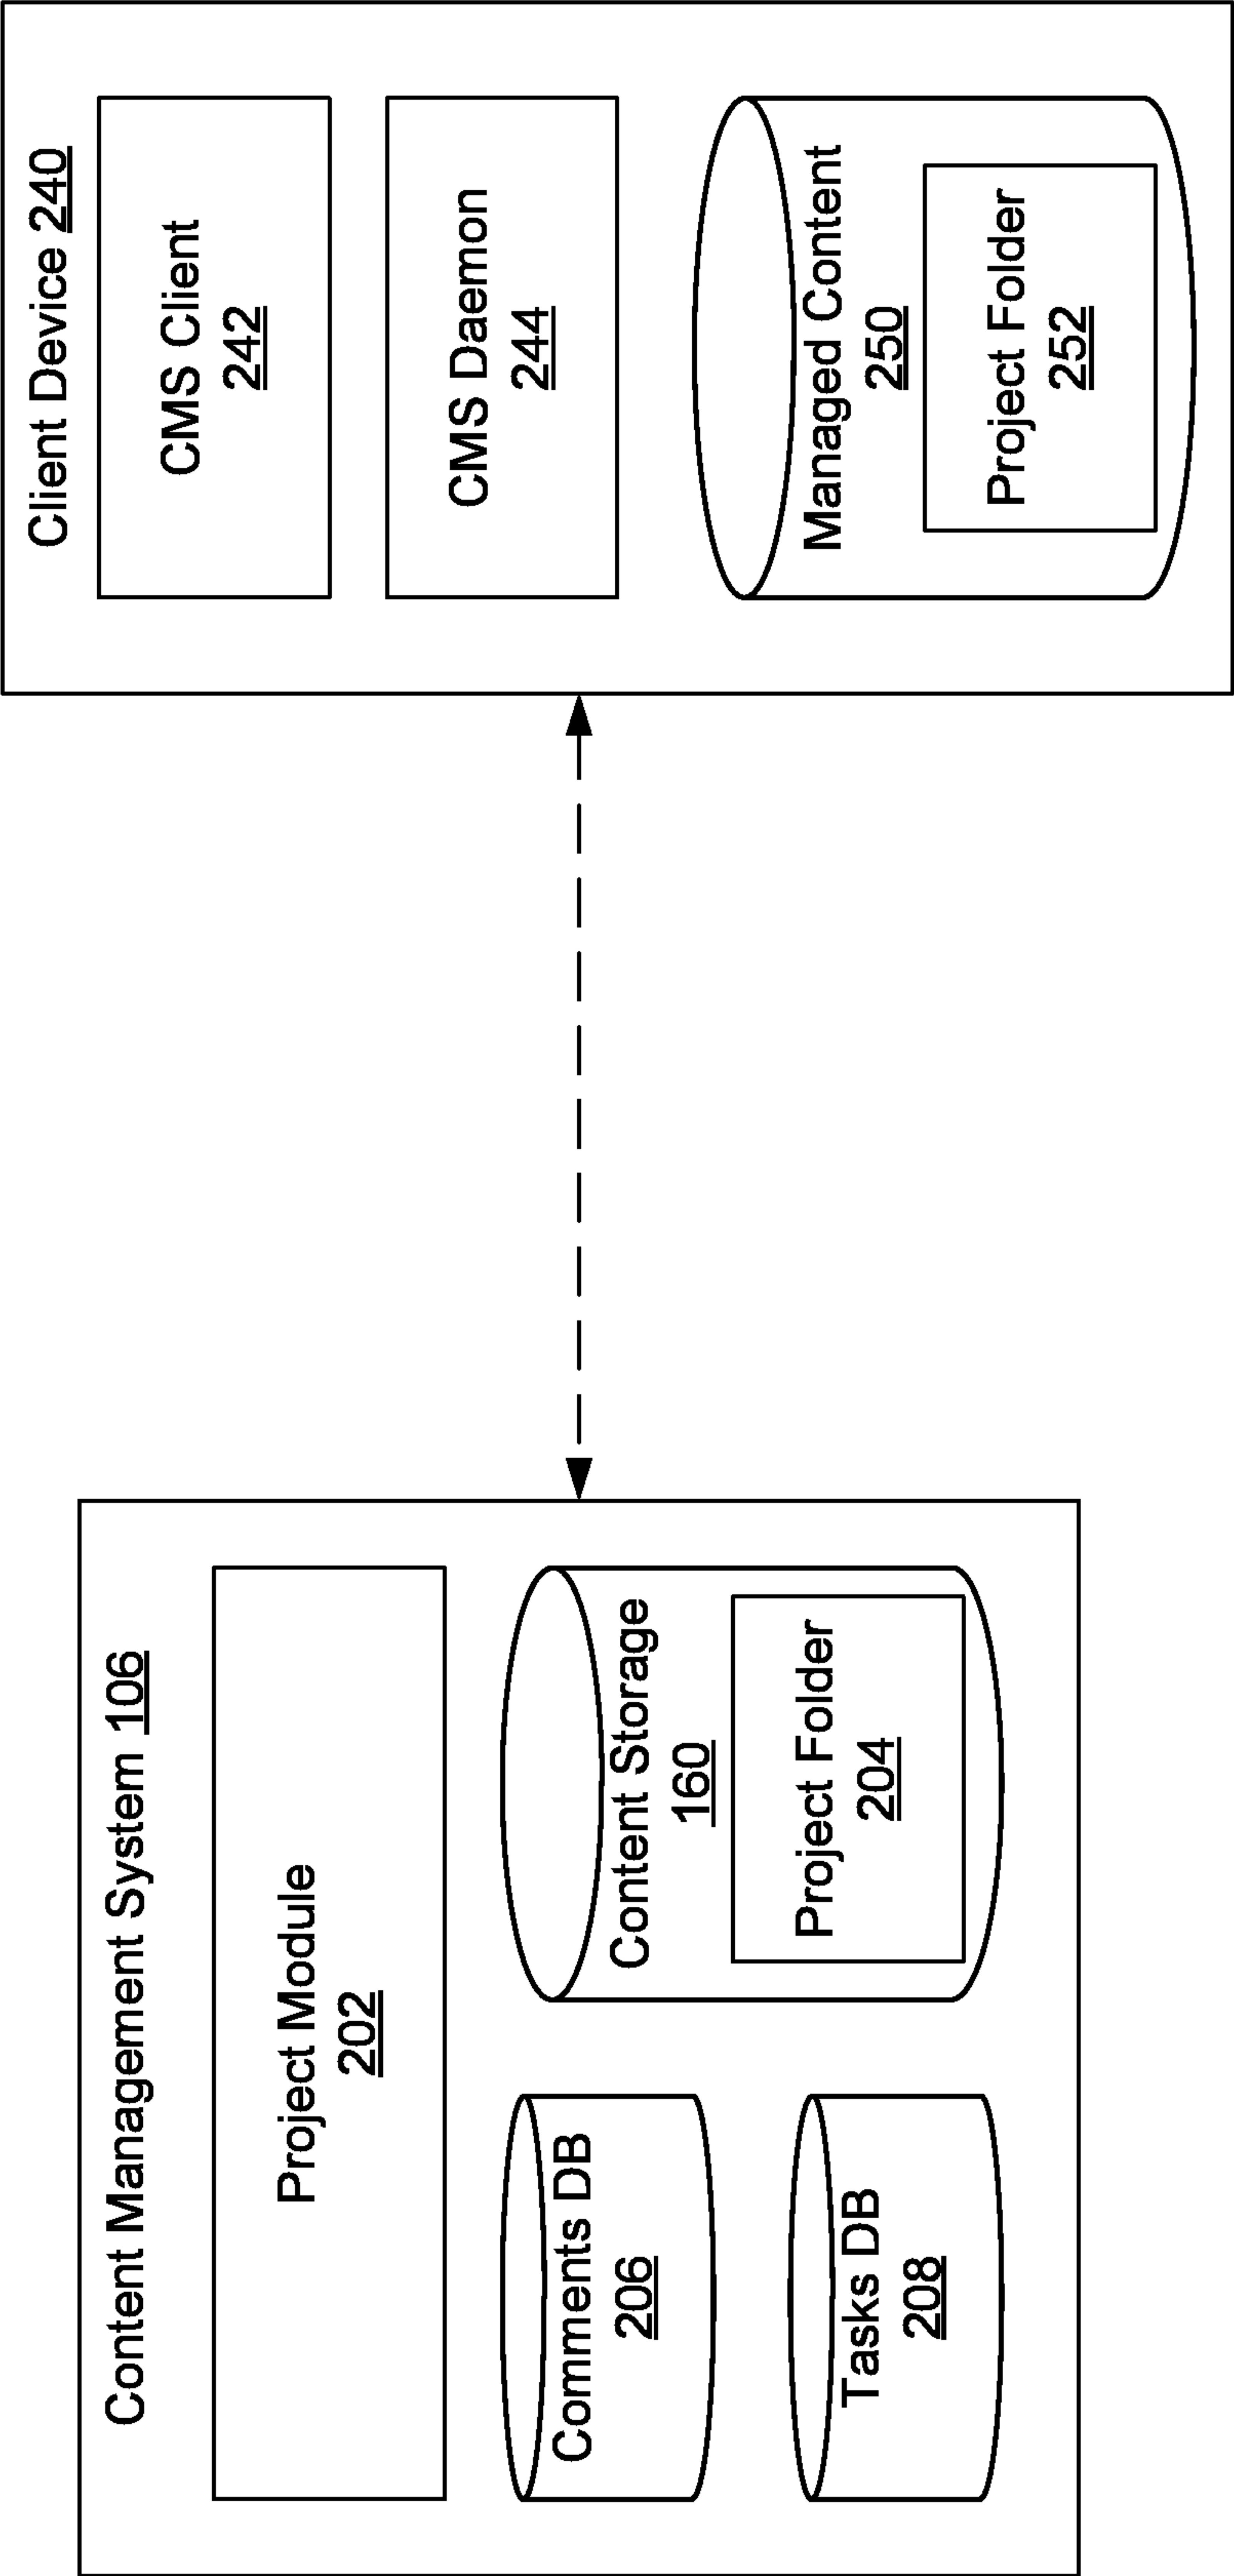 Content Management System 106
Project Module
202
Comments DB
206
Tasks DB
208
Content Storage
160
Project Folder
204
Client Device 240
CMS Client
242
CMS Daemon
244
Managed Content
250
Project Folder
252